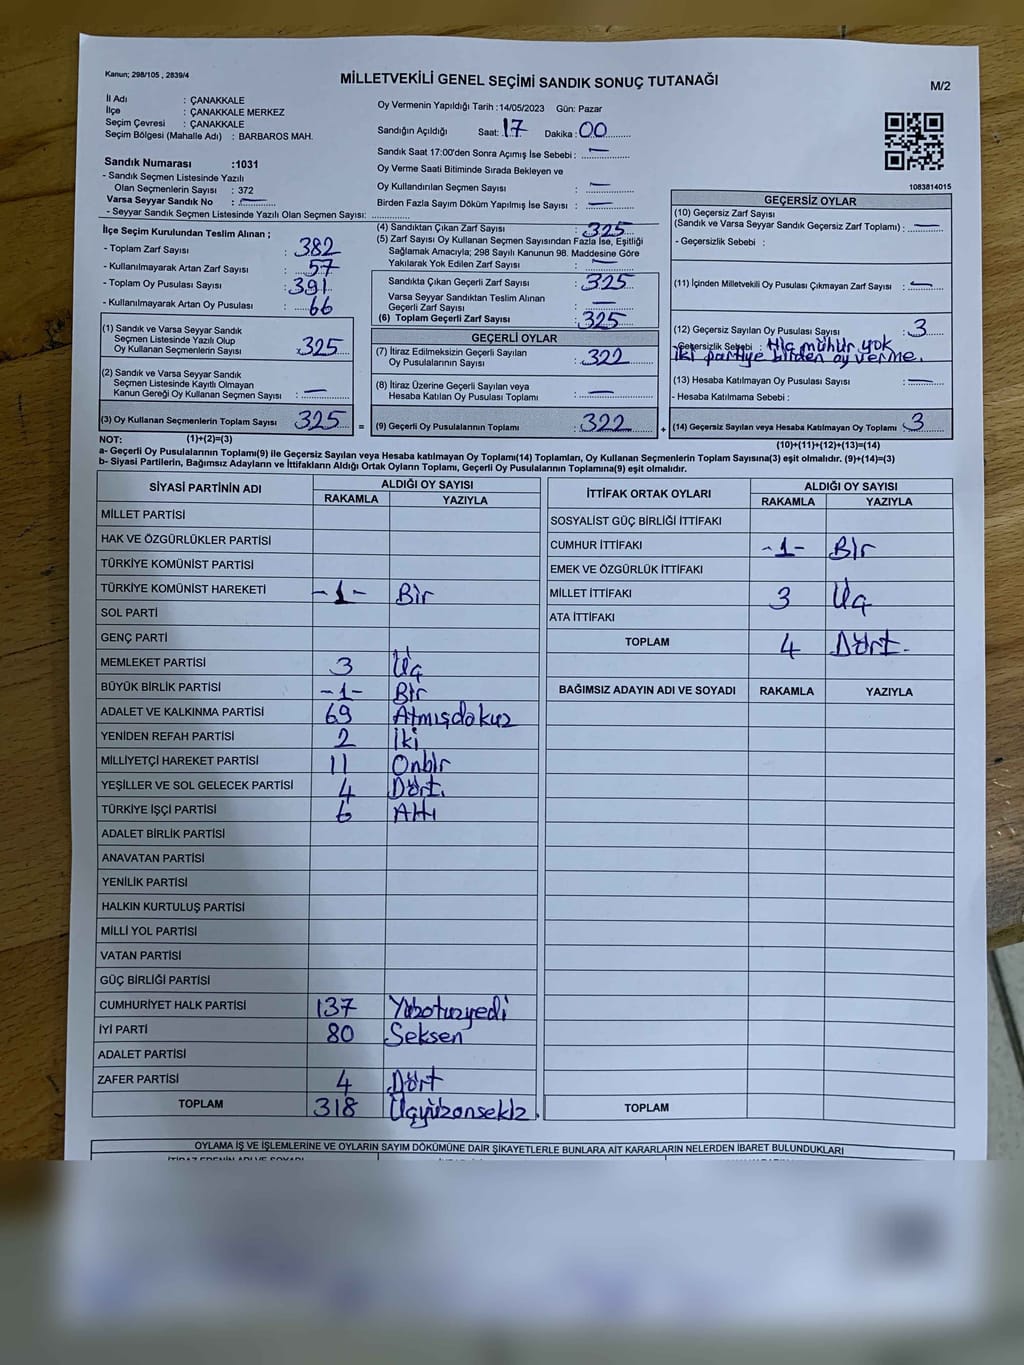 Kanun; 298/105 , 2839/4
MİLLETVEKİLİ GENEL SEÇİMİ SANDIK SONUÇ TUTANAĞI
M/2
İl Adı : ÇANAKKALE
İlçe : ÇANAKKALE MERKEZ
Seçim Çevresi : ÇANAKKALE
Seçim Bölgesi (Mahalle Adı) : BARBAROS MAH.
Sandık Numarası :1031
- Sandık Seçmen Listesinde Yazılı
Olan Seçmenlerin Sayısı : 372
Varsa Seyyar Sandık No : —
- Seyyar Sandık Seçmen Listesinde Yazılı Olan Seçmen Sayısı:
Oy Vermenin Yapıldığı Tarih :14/05/2023 Gün: Pazar
Sandığın Açıldığı Saat: 17 Dakika : 00
Sandık Saat 17:00'den Sonra Açımış İse Sebebi : —
Oy Verme Saati Bitiminde Sırada Bekleyen ve
Oy Kullandırılan Seçmen Sayısı : —
Birden Fazla Sayım Döküm Yapılmış İse Sayısı : —
1083814015
İlçe Seçim Kurulundan Teslim Alınan ;
- Toplam Zarf Sayısı : 382
- Kullanılmayarak Artan Zarf Sayısı : 57
- Toplam Oy Pusulası Sayısı : 391
- Kullanılmayarak Artan Oy Pusulası : 66
(1) Sandık ve Varsa Seyyar Sandık
Seçmen Listesinde Yazılı Olup
Oy Kullanan Seçmenlerin Sayısı : 325
(2) Sandık ve Varsa Seyyar Sandık
Seçmen Listesinde Kayıtlı Olmayan
Kanun Gereği Oy Kullanan Seçmen Sayısı : —
(3) Oy Kullanan Seçmenlerin Toplam Sayısı : 325 =
(4) Sandıktan Çıkan Zarf Sayısı : 325
(5) Zarf Sayısı Oy Kullanan Seçmen Sayısından Fazla İse, Eşitliği
Sağlamak Amacıyla; 298 Sayılı Kanunun 98. Maddesine Göre
Yakılarak Yok Edilen Zarf Sayısı : —
Sandıkta Çıkan Geçerli Zarf Sayısı : 325
Varsa Seyyar Sandıktan Teslim Alınan
Geçerli Zarf Sayısı : —
(6) Toplam Geçerli Zarf Sayısı : 325
GEÇERLİ OYLAR
(7) İtiraz Edilmeksizin Geçerli Sayılan
Oy Pusulalarının Sayısı : 322
(8) İtiraz Üzerine Geçerli Sayılan veya
Hesaba Katılan Oy Pusulası Toplamı : —
(9) Geçerli Oy Pusulalarının Toplamı : 322 +
GEÇERSİZ OYLAR
(10) Geçersiz Zarf Sayısı
(Sandık ve Varsa Seyyar Sandık Geçersiz Zarf Toplamı) : —
- Geçersizlik Sebebi :
(11) İçinden Milletvekili Oy Pusulası Çıkmayan Zarf Sayısı : —
(12) Geçersiz Sayılan Oy Pusulası Sayısı : 3
-Geçersizlik Sebebi : Hiç mühür yok
iki partiye birden oy verme.
(13) Hesaba Katılmayan Oy Pusulası Sayısı : —
- Hesaba Katılmama Sebebi :
(14) Geçersiz Sayılan veya Hesaba Katılmayan Oy Toplamı : 3
NOT: (1)+(2)=(3)
(10)+(11)+(12)+(13)=(14)
a- Geçerli Oy Pusulalarının Toplamı(9) ile Geçersiz Sayılan veya Hesaba katılmayan Oy Toplamı(14) Toplamları, Oy Kullanan Seçmenlerin Toplam Sayısına(3) eşit olmalıdır. (9)+(14)=(3)
b- Siyasi Partilerin, Bağımsız Adayların ve İttifakların Aldığı Ortak Oyların Toplamı, Geçerli Oy Pusulalarının Toplamına(9) eşit olmalıdır.
SİYASİ PARTİNİN ADI ALDIĞI OY SAYISI
RAKAMLA YAZIYLA
MİLLET PARTİSİ
HAK VE ÖZGÜRLÜKLER PARTİSİ
TÜRKİYE KOMÜNİST PARTİSİ
TÜRKİYE KOMÜNİST HAREKETİ -1- Bir
SOL PARTİ
GENÇ PARTİ
MEMLEKET PARTİSİ 3 Üç
BÜYÜK BİRLİK PARTİSİ -1- Bir
ADALET VE KALKINMA PARTİSİ 69 Atmışdokuz
YENİDEN REFAH PARTİSİ 2 İki
MİLLİYETÇİ HAREKET PARTİSİ 11 Onbir
YEŞİLLER VE SOL GELECEK PARTİSİ 4 Dört.
TÜRKİYE İŞÇİ PARTİSİ 6 Altı
ADALET BİRLİK PARTİSİ
ANAVATAN PARTİSİ
YENİLİK PARTİSİ
HALKIN KURTULUŞ PARTİSİ
MİLLİ YOL PARTİSİ
VATAN PARTİSİ
GÜÇ BİRLİĞİ PARTİSİ
CUMHURİYET HALK PARTİSİ 137 Yüzotuzyedi
İYİ PARTİ 80 Seksen
ADALET PARTİSİ
ZAFER PARTİSİ 4 Dört
TOPLAM 318 Üçyüzonsekiz.
İTTİFAK ORTAK OYLARI ALDIĞI OY SAYISI
RAKAMLA YAZIYLA
SOSYALİST GÜÇ BİRLİĞİ İTTİFAKI
CUMHUR İTTİFAKI -1- Bir
EMEK VE ÖZGÜRLÜK İTTİFAKI
MİLLET İTTİFAKI 3 Üç
ATA İTTİFAKI
TOPLAM 4 Dört.
BAĞIMSIZ ADAYIN ADI VE SOYADI RAKAMLA YAZIYLA
TOPLAM
OYLAMA İŞ VE İŞLEMLERİNE VE OYLARIN SAYIM DÖKÜMÜNE DAİR ŞİKAYETLERLE BUNLARA AİT KARARLARIN NELERDEN İBARET BULUNDUKLARI